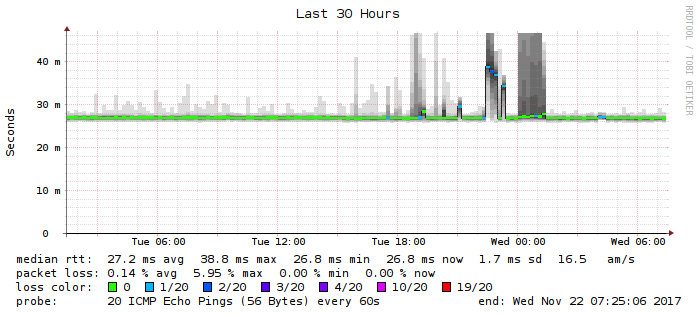 Last 30 Hours
RRDTOOL / TOBI OETIKER
Seconds
40 m
30 m
20 m
10 m
0
Tue 06:00 Tue 12:00 Tue 18:00 Wed 00:00 Wed 06:00
median rtt: 27.2 ms avg 38.8 ms max 26.8 ms min 26.8 ms now 1.7 ms sd 16.5 am/s
packet loss: 0.14 % avg 5.95 % max 0.00 % min 0.00 % now
loss color: 0 1/20 2/20 3/20 4/20 10/20 19/20
probe: 20 ICMP Echo Pings (56 Bytes) every 60s end: Wed Nov 22 07:25:06 2017